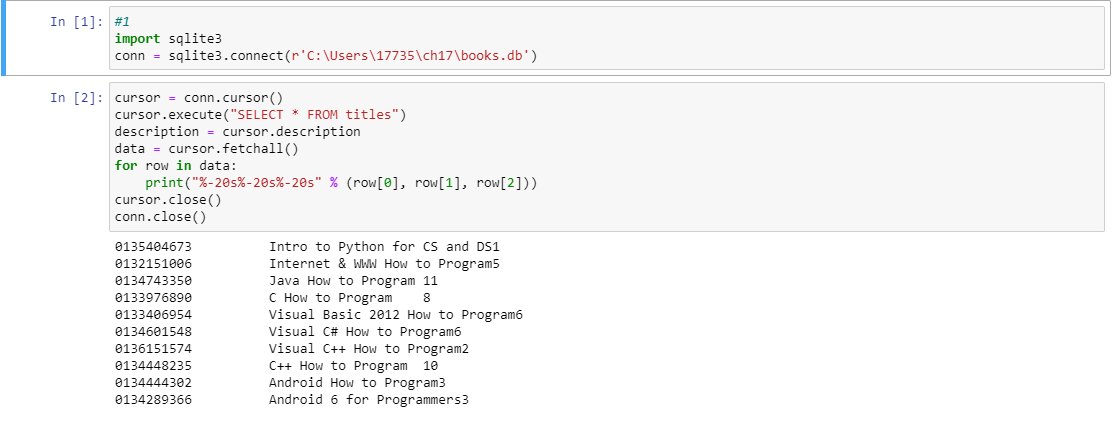 In [1]: #1
import sqlite3
conn = sqlite3.connect(r'C:\Users\17735\ch17\books.db')
In [2]: cursor = conn.cursor()
cursor.execute("SELECT * FROM titles")
description = cursor.description
data = cursor.fetchall()
for row in data:
    print("%-20s%-20s%-20s" % (row[0], row[1], row[2]))
cursor.close()
conn.close()
0135404673          Intro to Python for CS and DS1
0132151006          Internet & WWW How to Program5
0134743350          Java How to Program 11
0133976890          C How to Program    8
0133406954          Visual Basic 2012 How to Program6
0134601548          Visual C# How to Program6
0136151574          Visual C++ How to Program2
0134448235          C++ How to Program  10
0134444302          Android How to Program3
0134289366          Android 6 for Programmers3